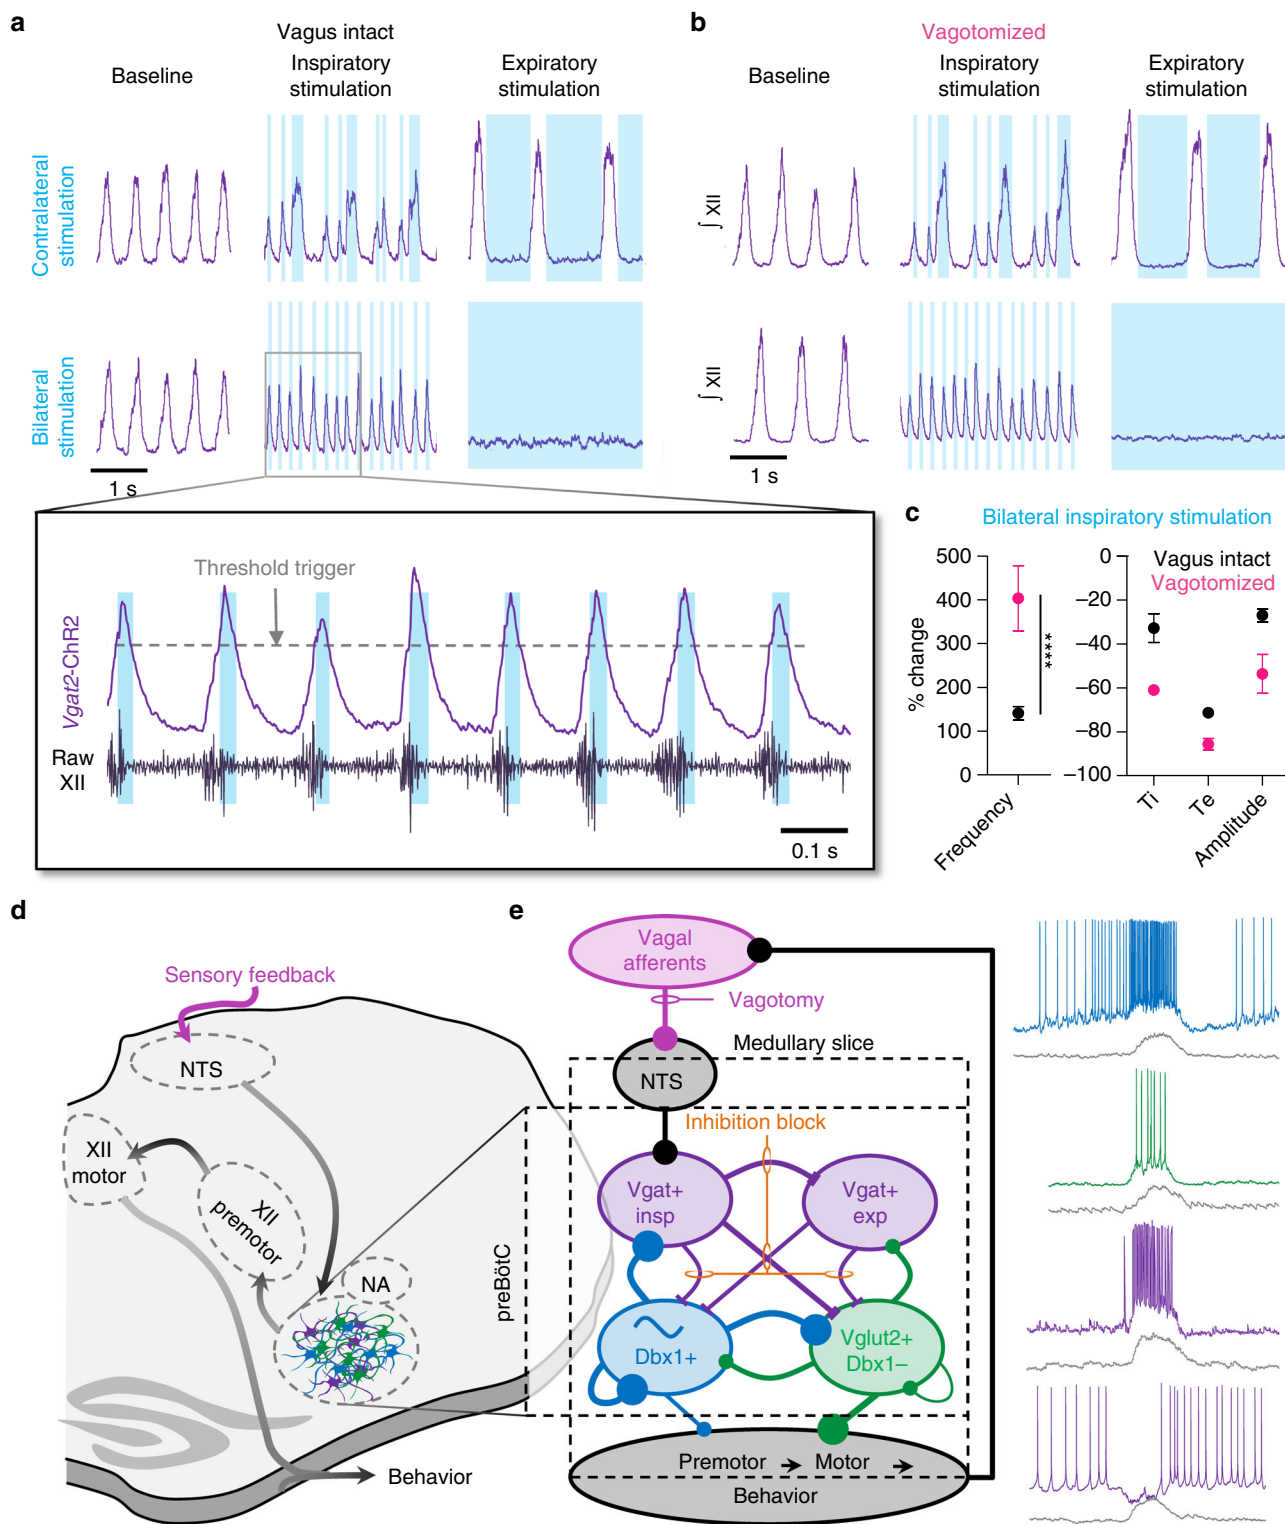 a
Vagus intact
Baseline
Inspiratory
stimulation
Expiratory
stimulation
Contralateral
stimulation
Bilateral
stimulation
1 s
b
Vagotomized
Baseline
Inspiratory
stimulation
Expiratory
stimulation
∫ XII
∫ XII
1 s
Threshold trigger
Vgat2-ChR2
Raw
XII
0.1 s
c
Bilateral inspiratory stimulation
% change
500
400
300
200
100
0
****
Frequency
0
−20
−40
−60
−80
−100
Vagus intact
Vagotomized
Ti
Te
Amplitude
d
Sensory feedback
NTS
XII
motor
XII
premotor
NA
Behavior
e
Vagal
afferents
Vagotomy
Medullary slice
NTS
Inhibition block
preBötC
Vgat+
insp
Vgat+
exp
Dbx1+
Vglut2+
Dbx1−
Premotor
Motor
Behavior